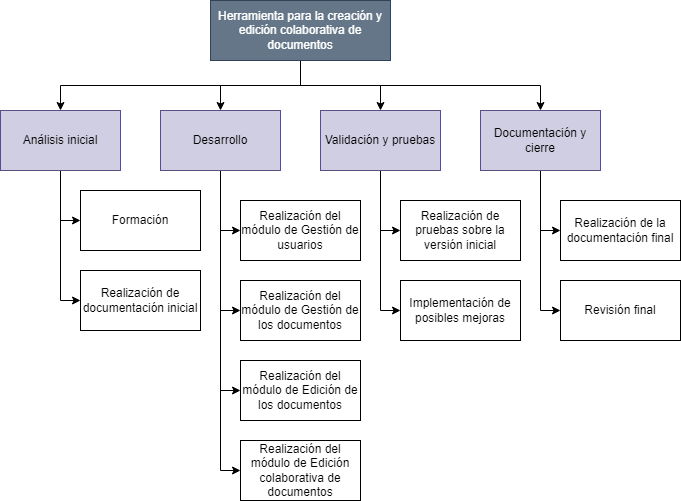 Herramienta para la creación y
edición colaborativa de
documentos
Análisis inicial
Desarrollo
Validación y pruebas
Documentación y
cierre
Formación
Realización de
documentación inicial
Realización del
módulo de Gestión de
usuarios
Realización del
módulo de Gestión de
los documentos
Realización del
módulo de Edición de
los documentos
Realización del
módulo de Edición
colaborativa de
documentos
Realización de
pruebas sobre la
versión inicial
Implementación de
posibles mejoras
Realización de la
documentación final
Revisión final